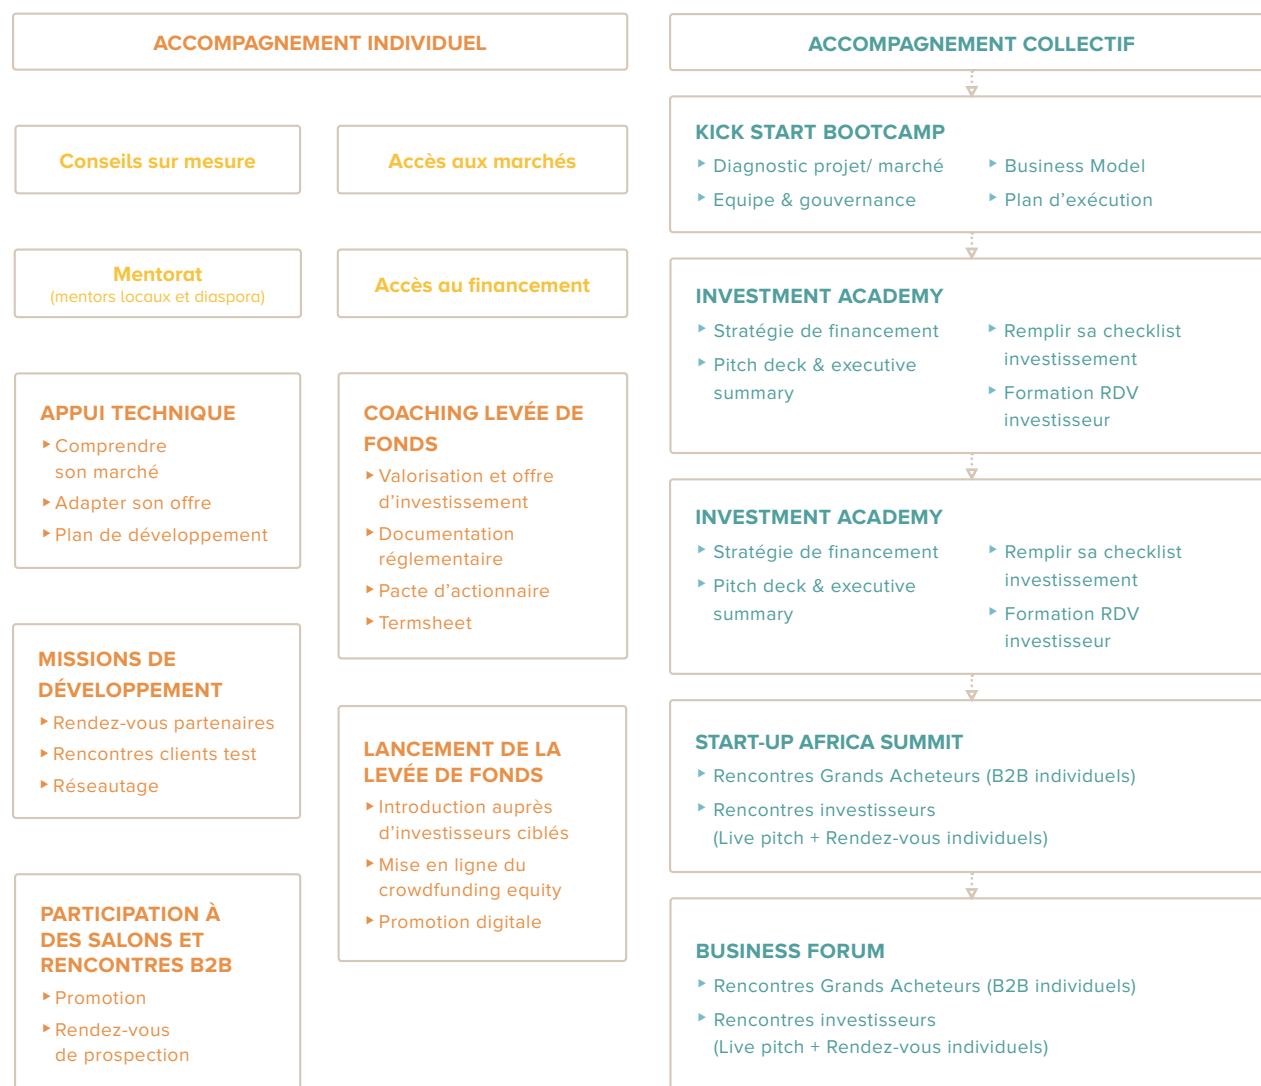 ACCOMPAGNEMENT INDIVIDUEL
Conseils sur mesure
Accès aux marchés
Mentorat
(mentors locaux et diaspora)
Accès au financement
APPUI TECHNIQUE
Comprendre
son marché
Adapter son offre
Plan de développement
MISSIONS DE
DÉVELOPPEMENT
Rendez-vous partenaires
Rencontres clients test
Réseautage
PARTICIPATION À
DES SALONS ET
RENCONTRES B2B
Promotion
Rendez-vous
de prospection
COACHING LEVÉE DE
FONDS
Valorisation et offre
d’investissement
Documentation
réglementaire
Pacte d’actionnaire
Termsheet
LANCEMENT DE LA
LEVÉE DE FONDS
Introduction auprès
d’investisseurs ciblés
Mise en ligne du
crowdfunding equity
Promotion digitale
ACCOMPAGNEMENT COLLECTIF
KICK START BOOTCAMP
Diagnostic projet/ marché
Equipe & gouvernance
Business Model
Plan d’exécution
INVESTMENT ACADEMY
Stratégie de financement
Pitch deck & executive
summary
Remplir sa checklist
investissement
Formation RDV
investisseur
INVESTMENT ACADEMY
Stratégie de financement
Pitch deck & executive
summary
Remplir sa checklist
investissement
Formation RDV
investisseur
START-UP AFRICA SUMMIT
Rencontres Grands Acheteurs (B2B individuels)
Rencontres investisseurs
(Live pitch + Rendez-vous individuels)
BUSINESS FORUM
Rencontres Grands Acheteurs (B2B individuels)
Rencontres investisseurs
(Live pitch + Rendez-vous individuels)